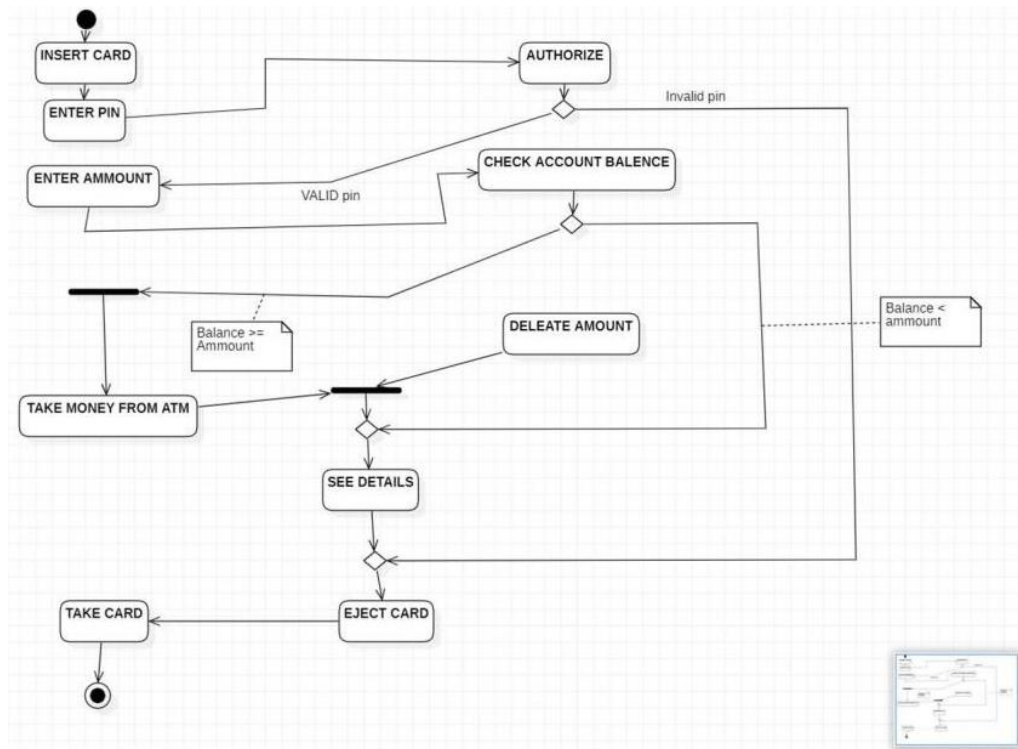 INSERT CARD
AUTHORIZE
Invalid pin
ENTER PIN
CHECK ACCOUNT BALENCE
ENTER AMMOUNT
VALID pin
Balance >=
Ammount
DELEATE AMOUNT
Balance <
ammount
TAKE MONEY FROM ATM
SEE DETAILS
TAKE CARD
EJECT CARD